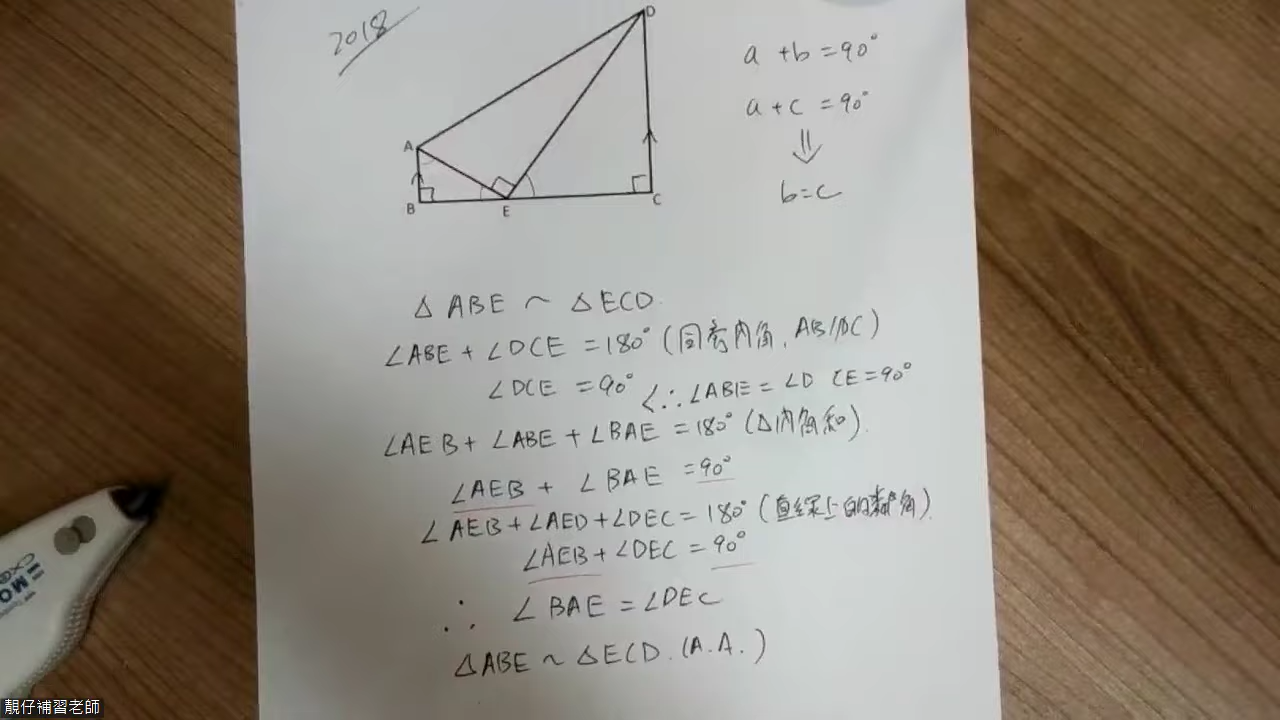 2018
D
A
B
E
C
a + b = 90°
a + c = 90°
⇓
b = c
△ ABE ~ △ECD.
∠ABE + ∠DCE = 180° (同旁內角, AB//DC)
∠DCE = 90°
∴ ∠ABE = ∠DCE = 90°
∠AEB + ∠ABE + ∠BAE = 180° (△內角和).
∠AEB + ∠BAE = 90°
∠AEB + ∠AED + ∠DEC = 180° (直線上的鄰角).
∠AEB + ∠DEC = 90°
∴ ∠BAE = ∠DEC
△ABE ~ △ECD. (A.A.)
靚仔補習老師